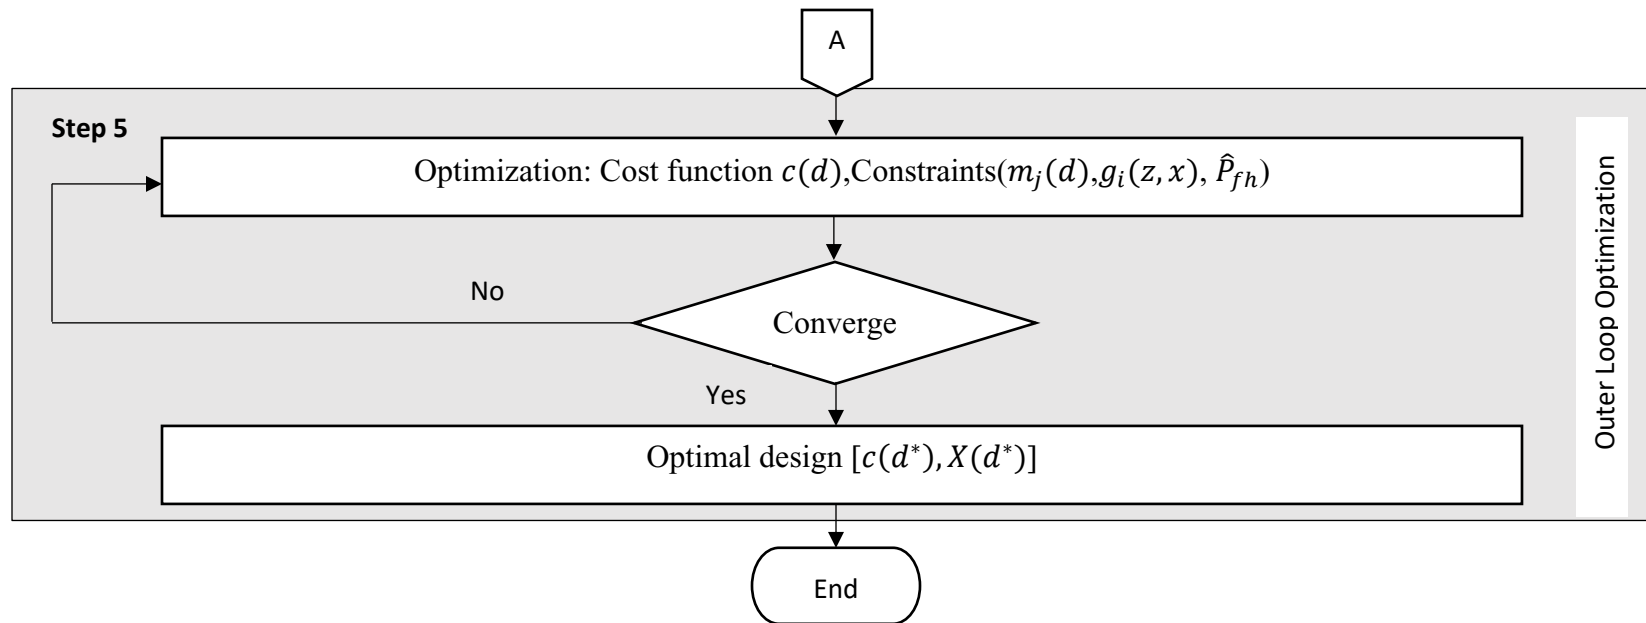 A
Step 5
Optimization: Cost function c(d),Constraints(m_j(d),g_i(z, x), P̂_fh)
Outer Loop Optimization
No
Converge
Yes
Optimal design [c(d*), X(d*)]
End